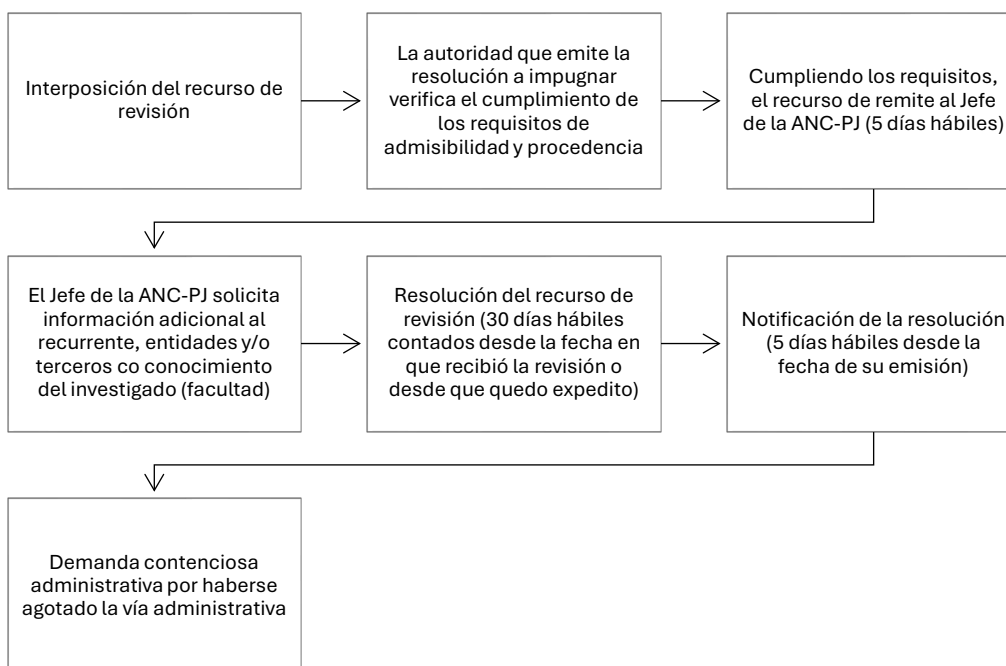 Interposición del recurso de
revisión
La autoridad que emite la
resolución a impugnar
verifica el cumplimiento de
los requisitos de
admisibilidad y procedencia
Cumpliendo los requisitos,
el recurso de remite al Jefe
de la ANC-PJ (5 días hábiles)
El Jefe de la ANC-PJ solicita
información adicional al
recurrente, entidades y/o
terceros co conocimiento
del investigado (facultad)
Resolución del recurso de
revisión (30 días hábiles
contados desde la fecha en
que recibió la revisión o
desde que quedo expedito)
Notificación de la resolución
(5 días hábiles desde la
fecha de su emisión)
Demanda contenciosa
administrativa por haberse
agotado la vía administrativa